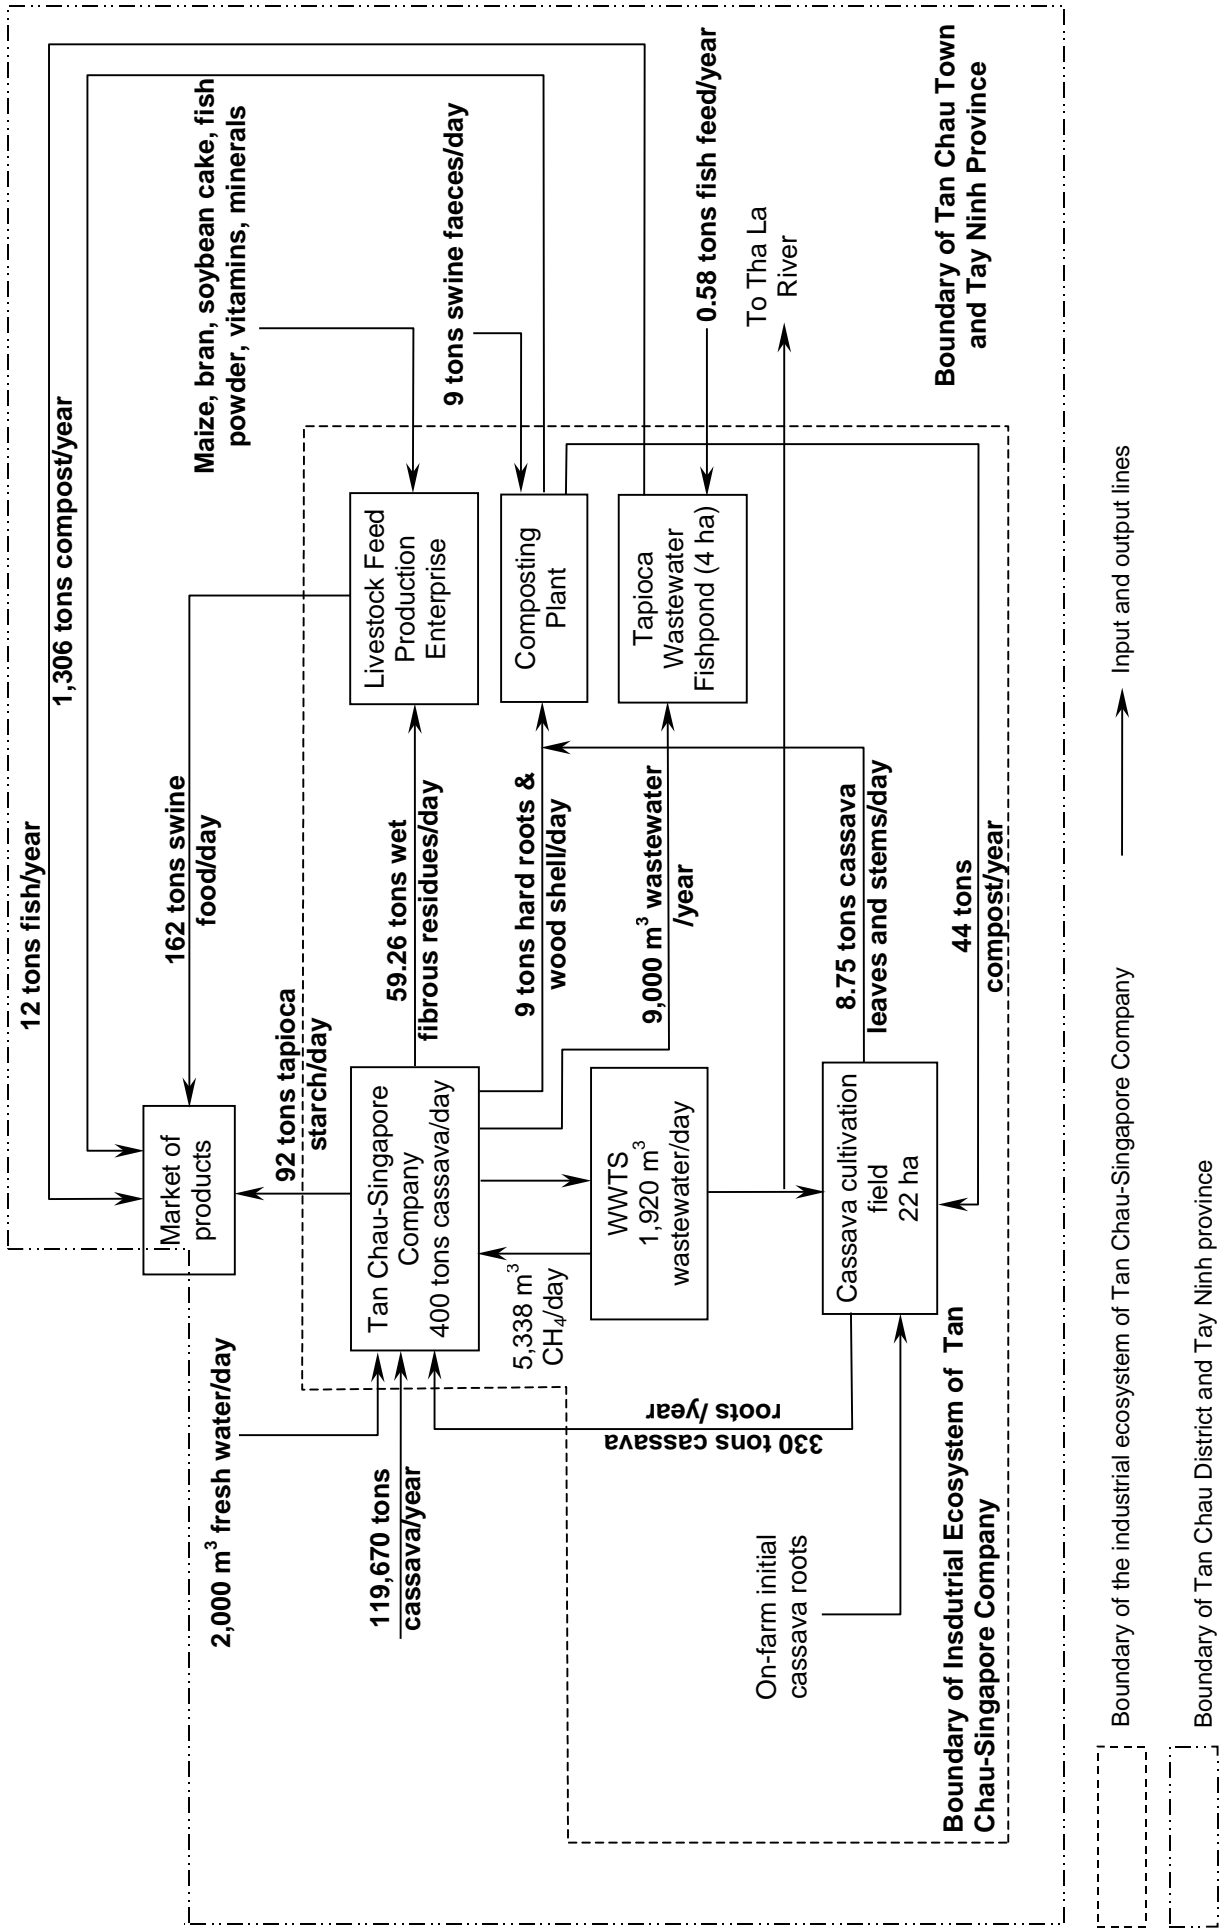 12 tons fish/year
1,306 tons compost/year
Maize, bran, soybean cake, fish
powder, vitamins, minerals
162 tons swine
food/day
Market of
products
92 tons tapioca
starch/day
2,000 m³ fresh water/day
119,670 tons
cassava/year
Tan Chau-Singapore
Company
400 tons cassava/day
59.26 tons wet
fibrous residues/day
Livestock Feed
Production
Enterprise
9 tons swine faeces/day
9 tons hard roots &
wood shell/day
Composting
Plant
5,338 m³
CH₄/day
WWTS
1,920 m³
wastewater/day
9,000 m³ wastewater
/year
Tapioca
Wastewater
Fishpond (4 ha)
0.58 tons fish feed/year
To Tha La
River
330 tons cassava
roots /year
On-farm initial
cassava roots
Cassava cultivation
field
22 ha
8.75 tons cassava
leaves and stems/day
44 tons
compost/year
Boundary of Insdutrial Ecosystem of Tan
Chau-Singapore Company
Boundary of Tan Chau Town
and Tay Ninh Province
Boundary of the industrial ecosystem of Tan Chau-Singapore Company
Input and output lines
Boundary of Tan Chau District and Tay Ninh province